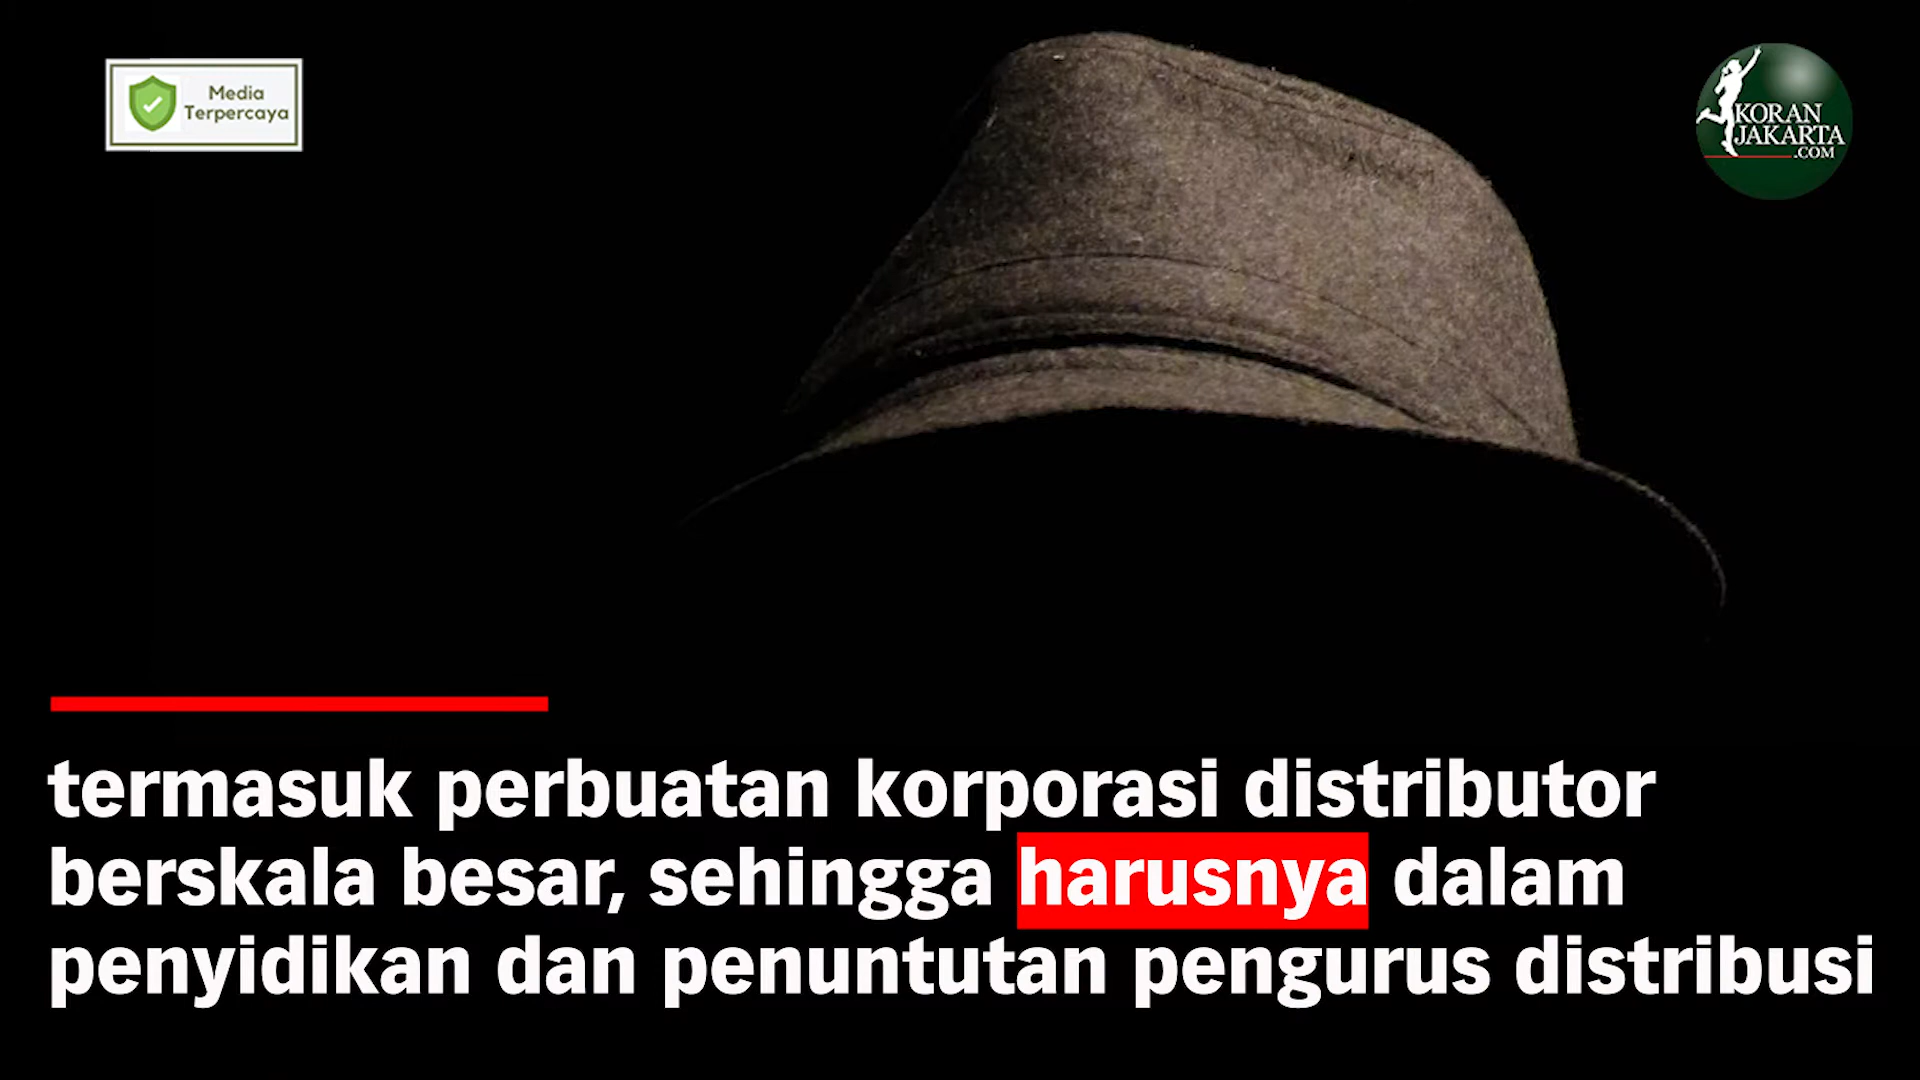 Media
Terpercaya
KORAN
JAKARTA
.COM
termasuk perbuatan korporasi distributor
berskala besar, sehingga harusnya dalam
penyidikan dan penuntutan pengurus distribusi